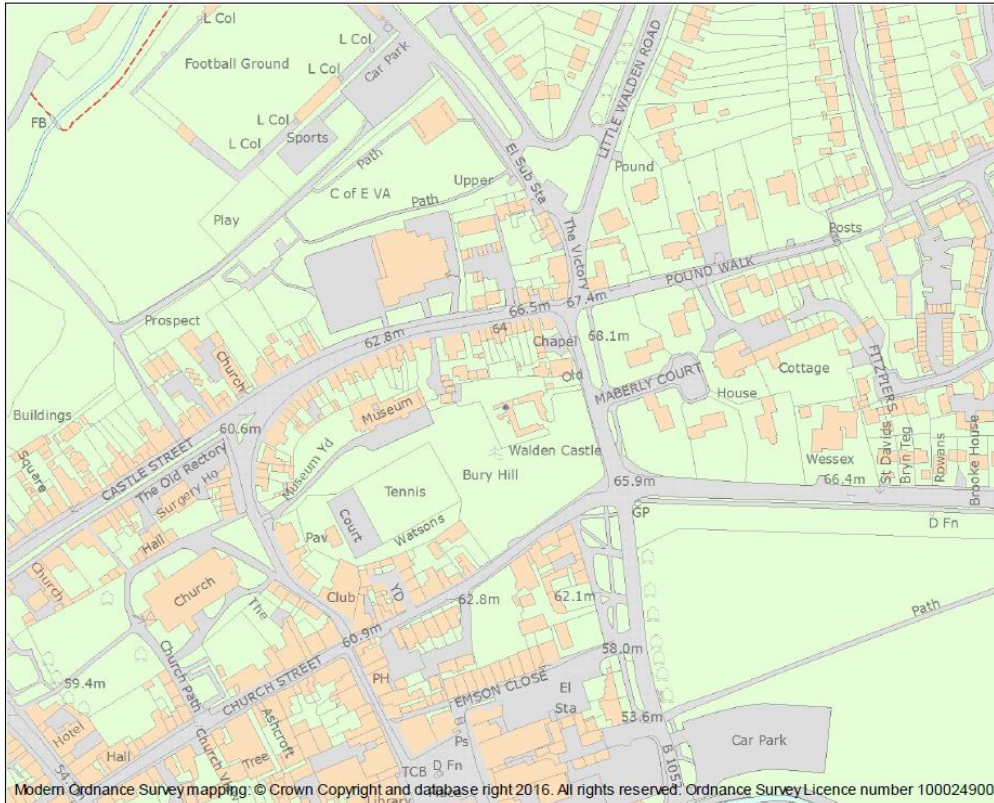 L Col
Football Ground
L Col
Car Park
LITTLE WALDEN ROAD
FB
L Col
Sports
L Col
Path
El Sub Sta
Pound
C of E VA
Upper
Path
Play
The Victory
Posts
POUND WALK
66.5m
67.4m
Prospect
62.8m
64
Chapel
68.1m
Church
Old
MABERLY COURT
Cottage
FITZPIERS
House
Buildings
Museum
60.6m
Square
CASTLE STREET
The Old Rectory
Surgery Ho
Museum Yd
Walden Castle
Bury Hill
Wessex
St Davids
Bryn Teg
Rowans
Brooke House
66.4m
65.9m
Tennis
Court
Watsons
YD
GP
D Fn
Hall
Pav
Church
Church
The
Club
62.8m
62.1m
Path
60.9m
58.0m
59.4m
Church Path
CHURCH STREET
PH
EMSON CLOSE
El
Sta
53.6m
Hotel
Hall
Church View
Ashcroft
Tree
Ps
D Fn
TCB
Car Park
Library
Modern Ordnance Survey mapping: © Crown Copyright and database right 2016. All rights reserved. Ordnance Survey Licence number 100024900